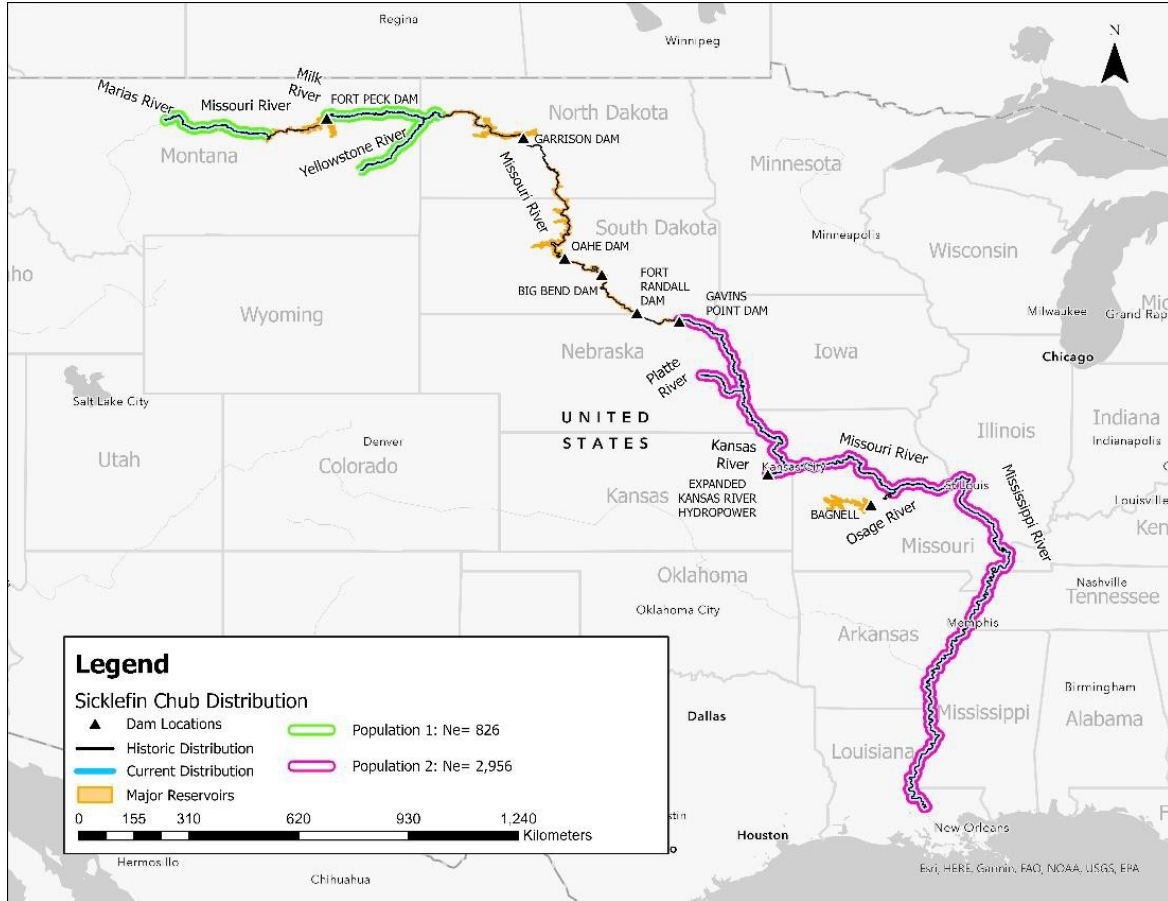 Regina
Winnipeg
N
Marias River
Missouri River
Milk
River
FORT PECK DAM
Yellowstone River
Montana
North Dakota
GARRISON DAM
Missouri River
Minnesota
South Dakota
Minneapolis
Wisconsin
OAHE DAM
BIG BEND DAM
FORT
RANDALL
DAM
GAVINS
POINT DAM
Wyoming
Milwaukee
Grand Rap
Chicago
Nebraska
Iowa
Platte
River
Salt Lake City
UNITED
STATES
Denver
Utah
Colorado
Illinois
Indiana
Indianapolis
Kansas
River
Kansas City
Missouri River
St Louis
Mississippi River
Louisville
Ken
EXPANDED
KANSAS RIVER
HYDROPOWER
Kansas
BAGNELL
Osage River
Missouri
Oklahoma
Oklahoma City
Nashville
Tennessee
Arkansas
Memphis
Birmingham
Dallas
Mississippi
Alabama
Louisiana
Houston
New Orleans
Hermosillo
Chihuahua
Legend
Sicklefin Chub Distribution
Dam Locations
Historic Distribution
Current Distribution
Major Reservoirs
Population 1: Ne= 826
Population 2: Ne= 2,956
0 155 310 620 930 1,240
Kilometers
Esri, HERE, Garmin, FAO, NOAA, USGS, EPA